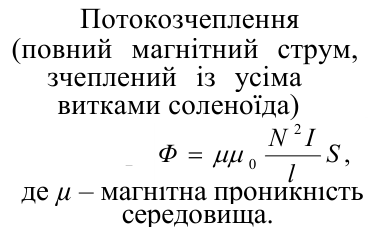 Потокозчеплення
(повний магнітний струм,
зчеплений із усіма
витками соленоїда)
Φ = μμ₀ N²I/l S,
де μ – магнітна проникність
середовища.